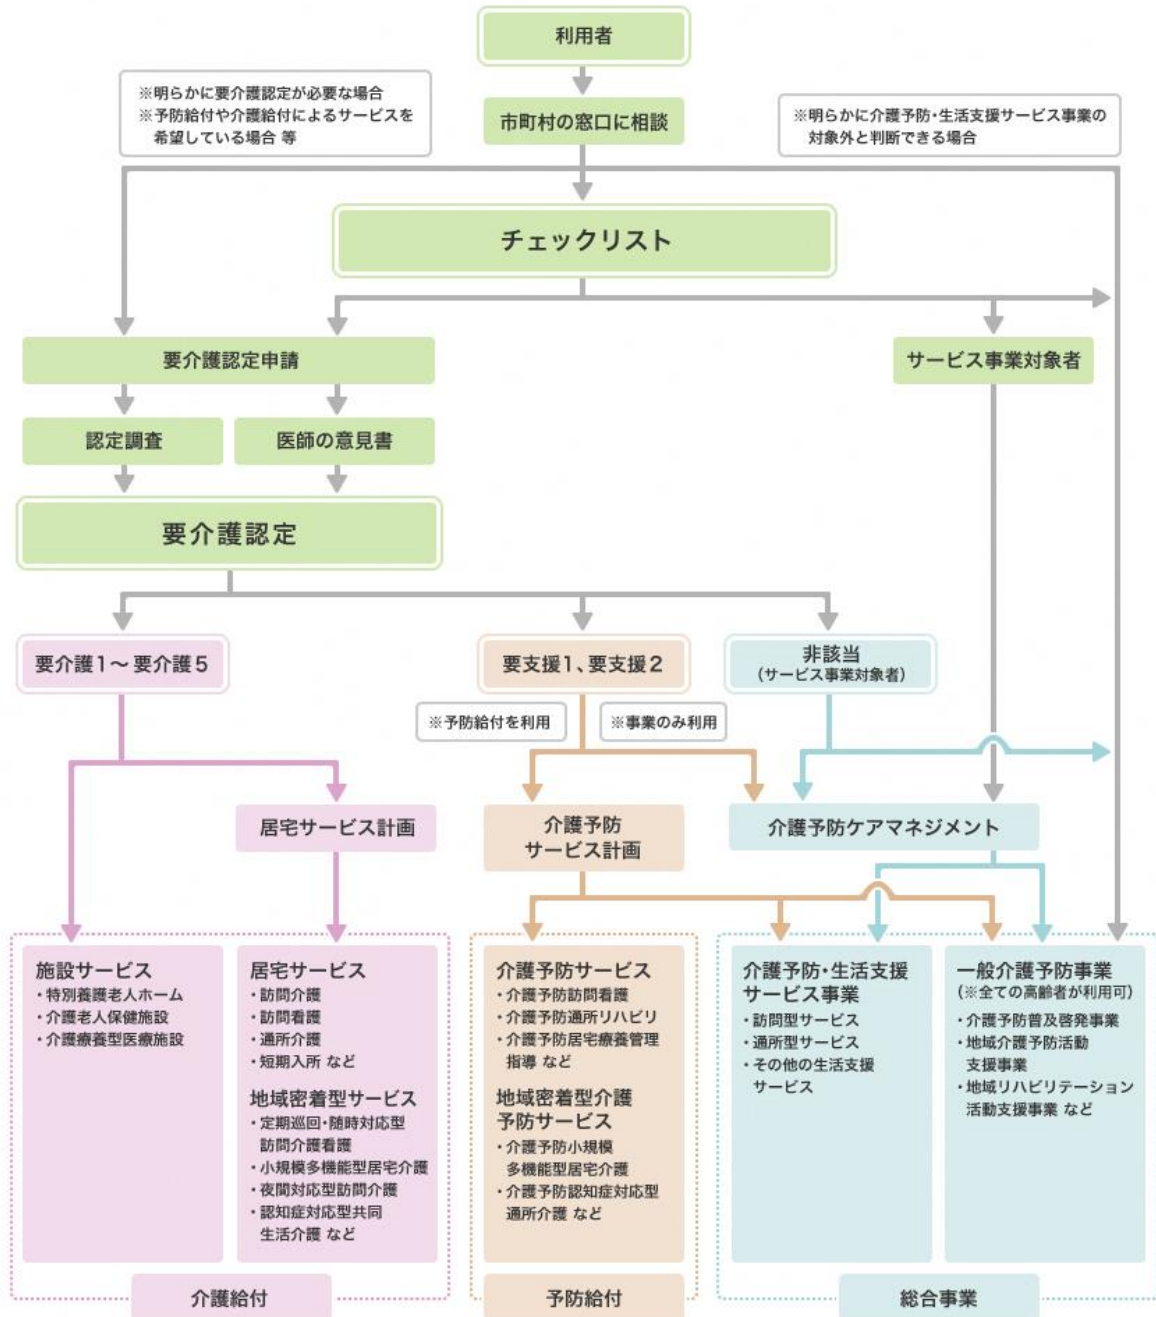 利用者
※明らかに要介護認定が必要な場合
※予防給付や介護給付によるサービスを
希望している場合 等
市町村の窓口に相談
※明らかに介護予防・生活支援サービス事業の
対象外と判断できる場合
チェックリスト
要介護認定申請
サービス事業対象者
認定調査
医師の意見書
要介護認定
要介護1〜要介護5
要支援1、要支援2
非該当
(サービス事業対象者)
※予防給付を利用
※事業のみ利用
居宅サービス計画
介護予防
サービス計画
介護予防ケアマネジメント
施設サービス
・特別養護老人ホーム
・介護老人保健施設
・介護療養型医療施設
居宅サービス
・訪問介護
・訪問看護
・通所介護
・短期入所 など
地域密着型サービス
・定期巡回・随時対応型
訪問介護看護
・小規模多機能型居宅介護
・夜間対応型訪問介護
・認知症対応型共同
生活介護 など
介護予防サービス
・介護予防訪問看護
・介護予防通所リハビリ
・介護予防居宅療養管理
指導 など
地域密着型介護
予防サービス
・介護予防小規模
多機能型居宅介護
・介護予防認知症対応型
通所介護 など
介護予防・生活支援
サービス事業
・訪問型サービス
・通所型サービス
・その他の生活支援
サービス
一般介護予防事業
(※全ての高齢者が利用可)
・介護予防普及啓発事業
・地域介護予防活動
支援事業
・地域リハビリテーション
活動支援事業 など
介護給付
予防給付
総合事業